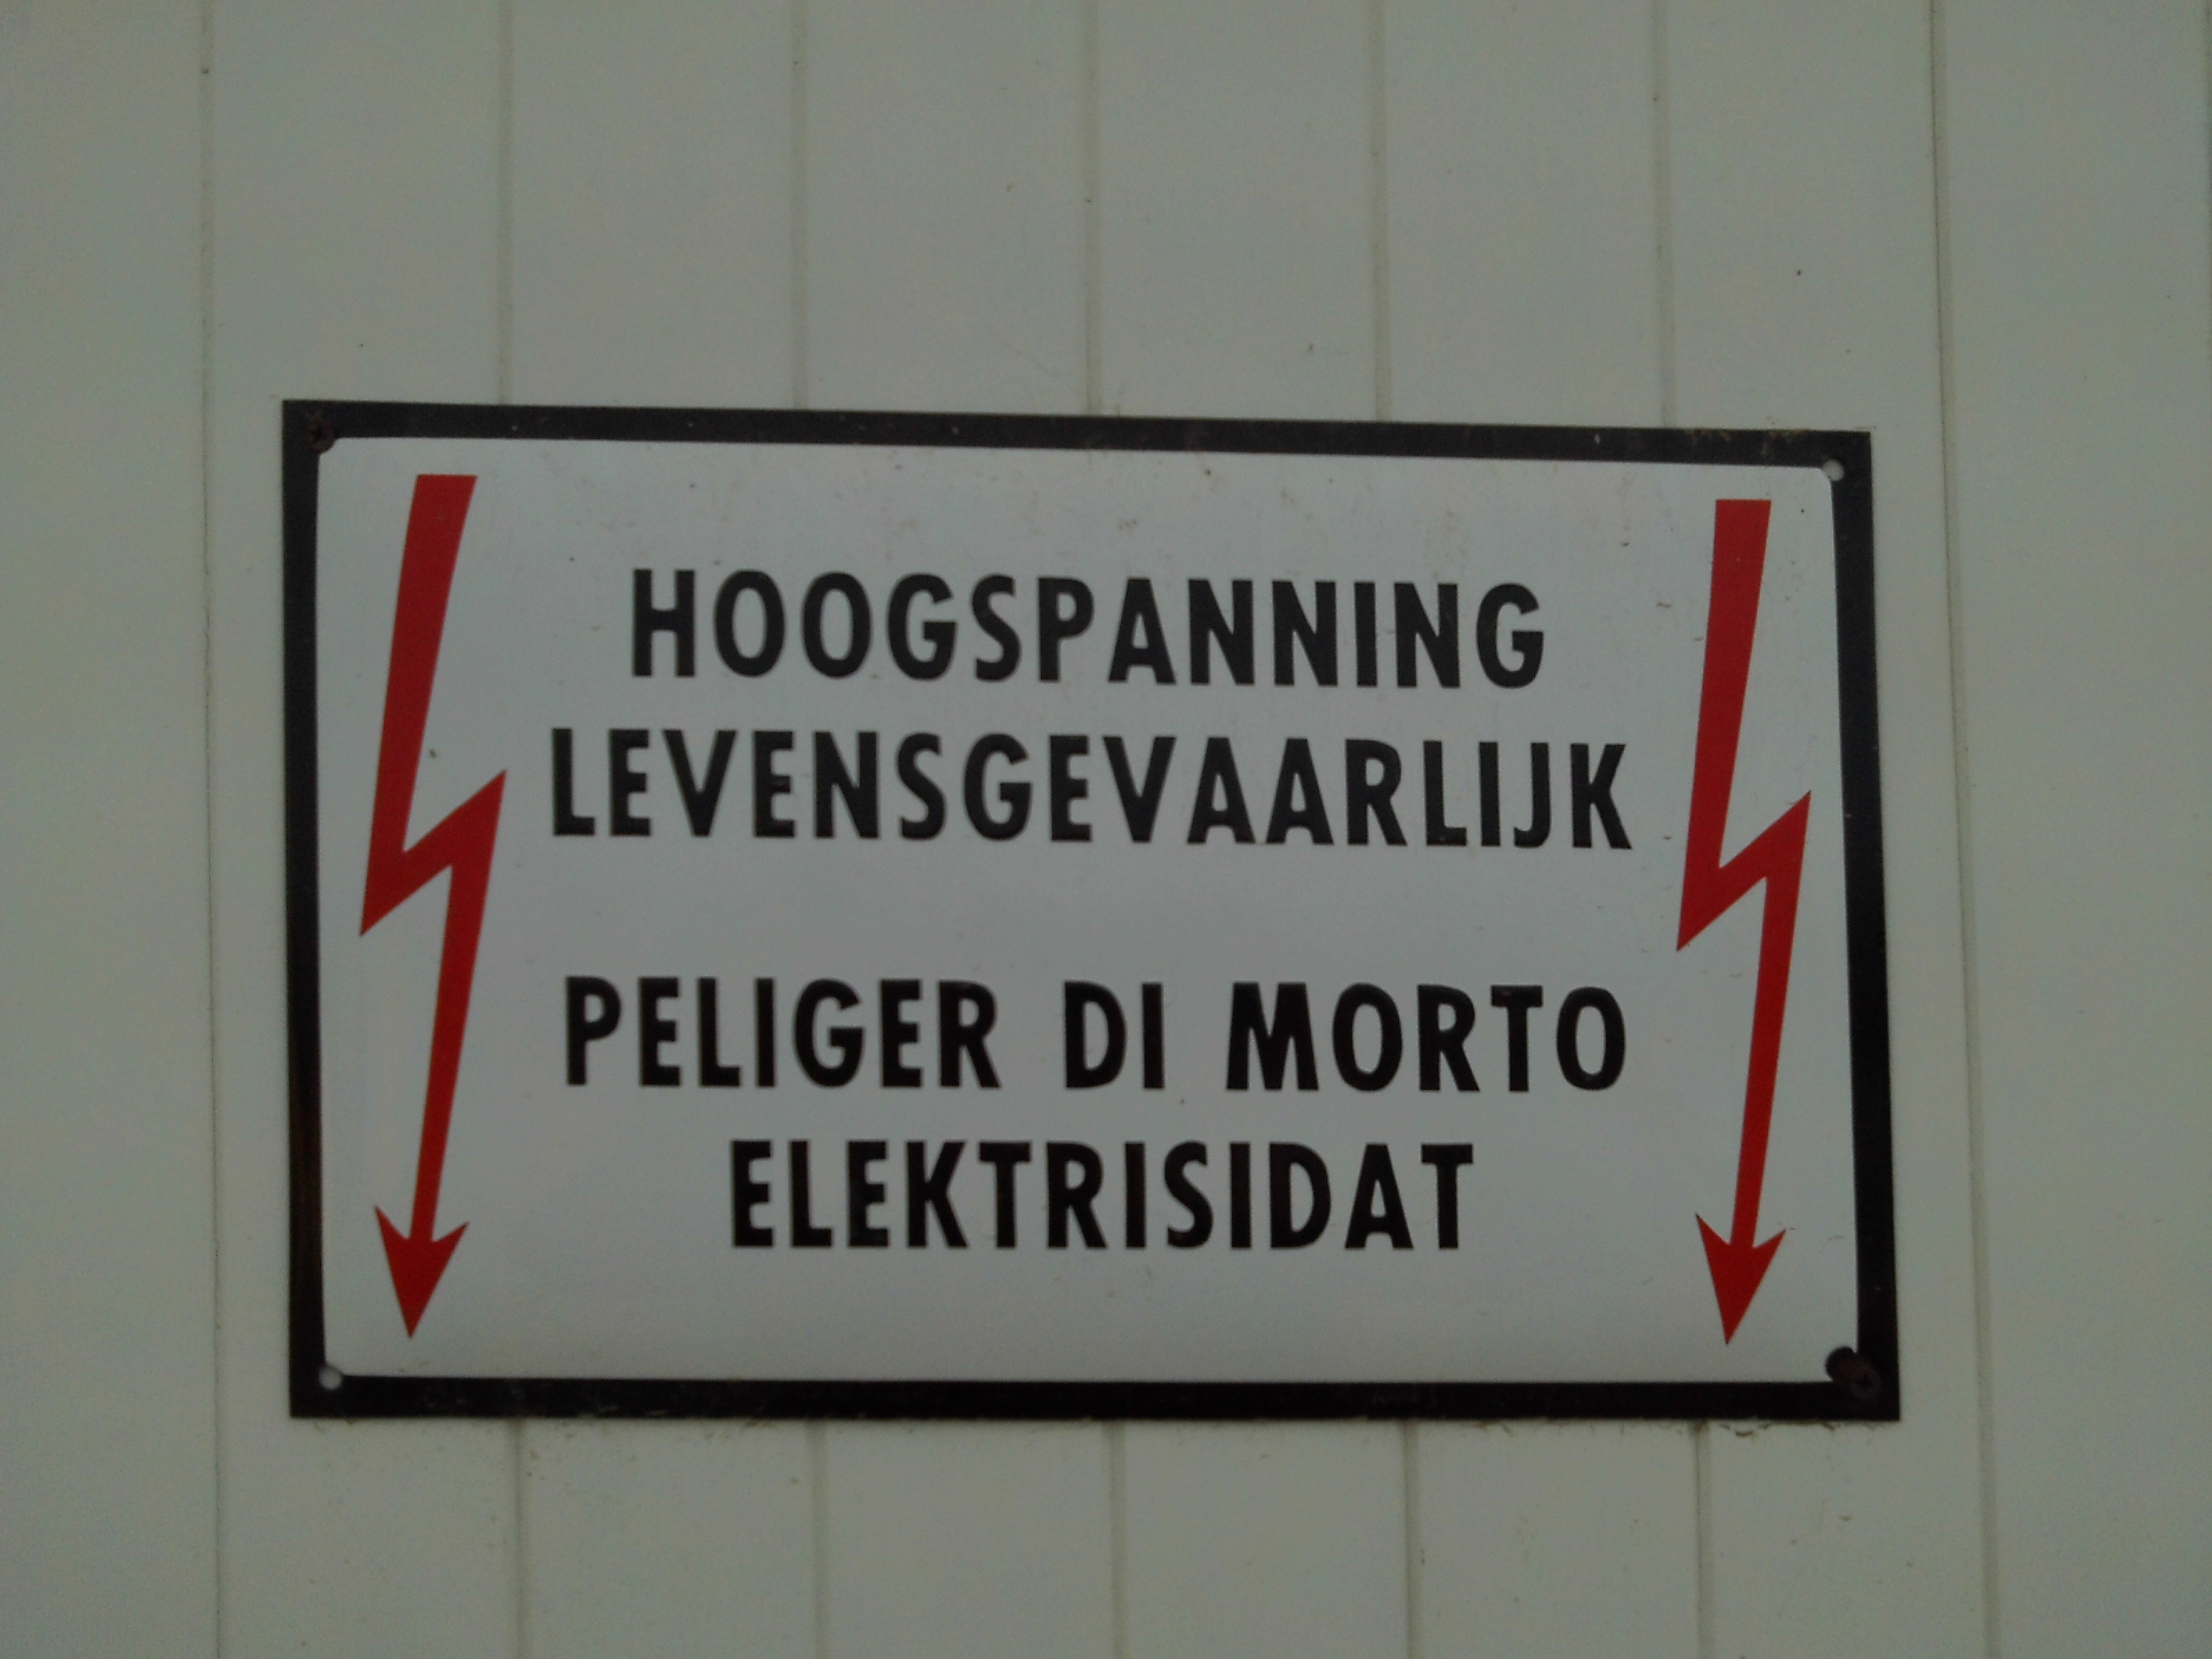 HOOGSPANNING
LEVENSGEVAARLIJK
PELIGER DI MORTO
ELEKTRISIDAT